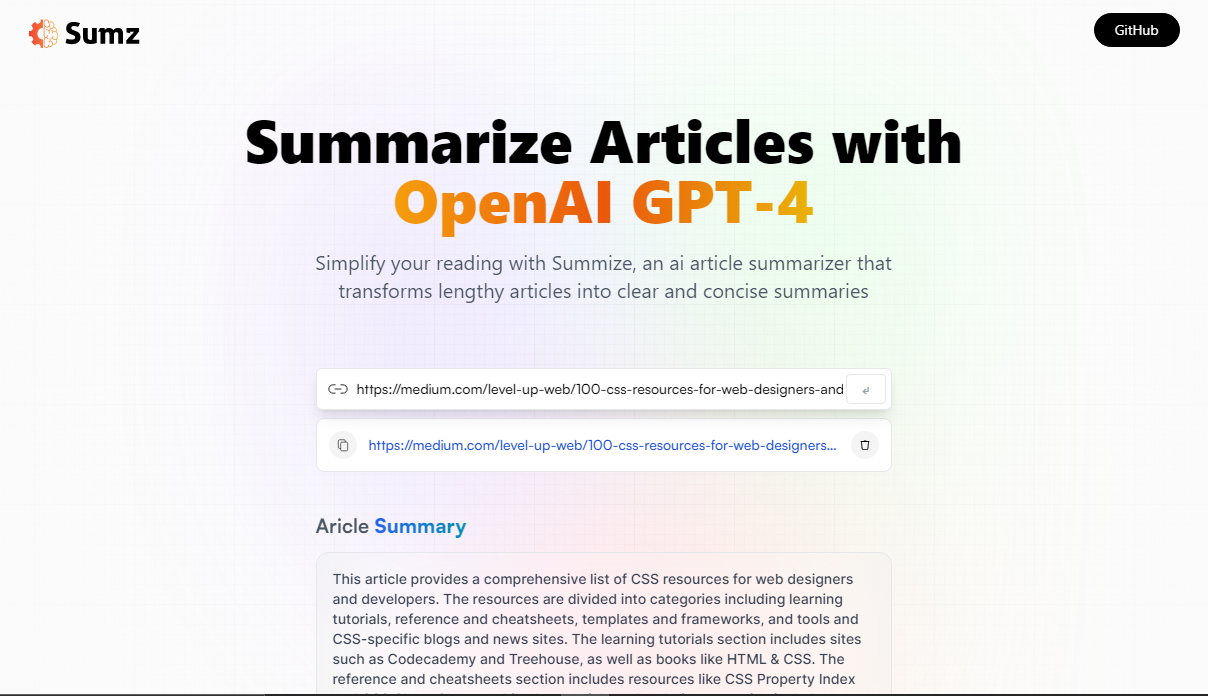 Sumz
GitHub
Summarize Articles with
OpenAI GPT-4
Simplify your reading with Summize, an ai article summarizer that
transforms lengthy articles into clear and concise summaries
https://medium.com/level-up-web/100-css-resources-for-web-designers-and
https://medium.com/level-up-web/100-css-resources-for-web-designers...
Aricle Summary
This article provides a comprehensive list of CSS resources for web designers
and developers. The resources are divided into categories including learning
tutorials, reference and cheatsheets, templates and frameworks, and tools and
CSS-specific blogs and news sites. The learning tutorials section includes sites
such as Codecademy and Treehouse, as well as books like HTML & CSS. The
reference and cheatsheets section includes resources like CSS Property Index